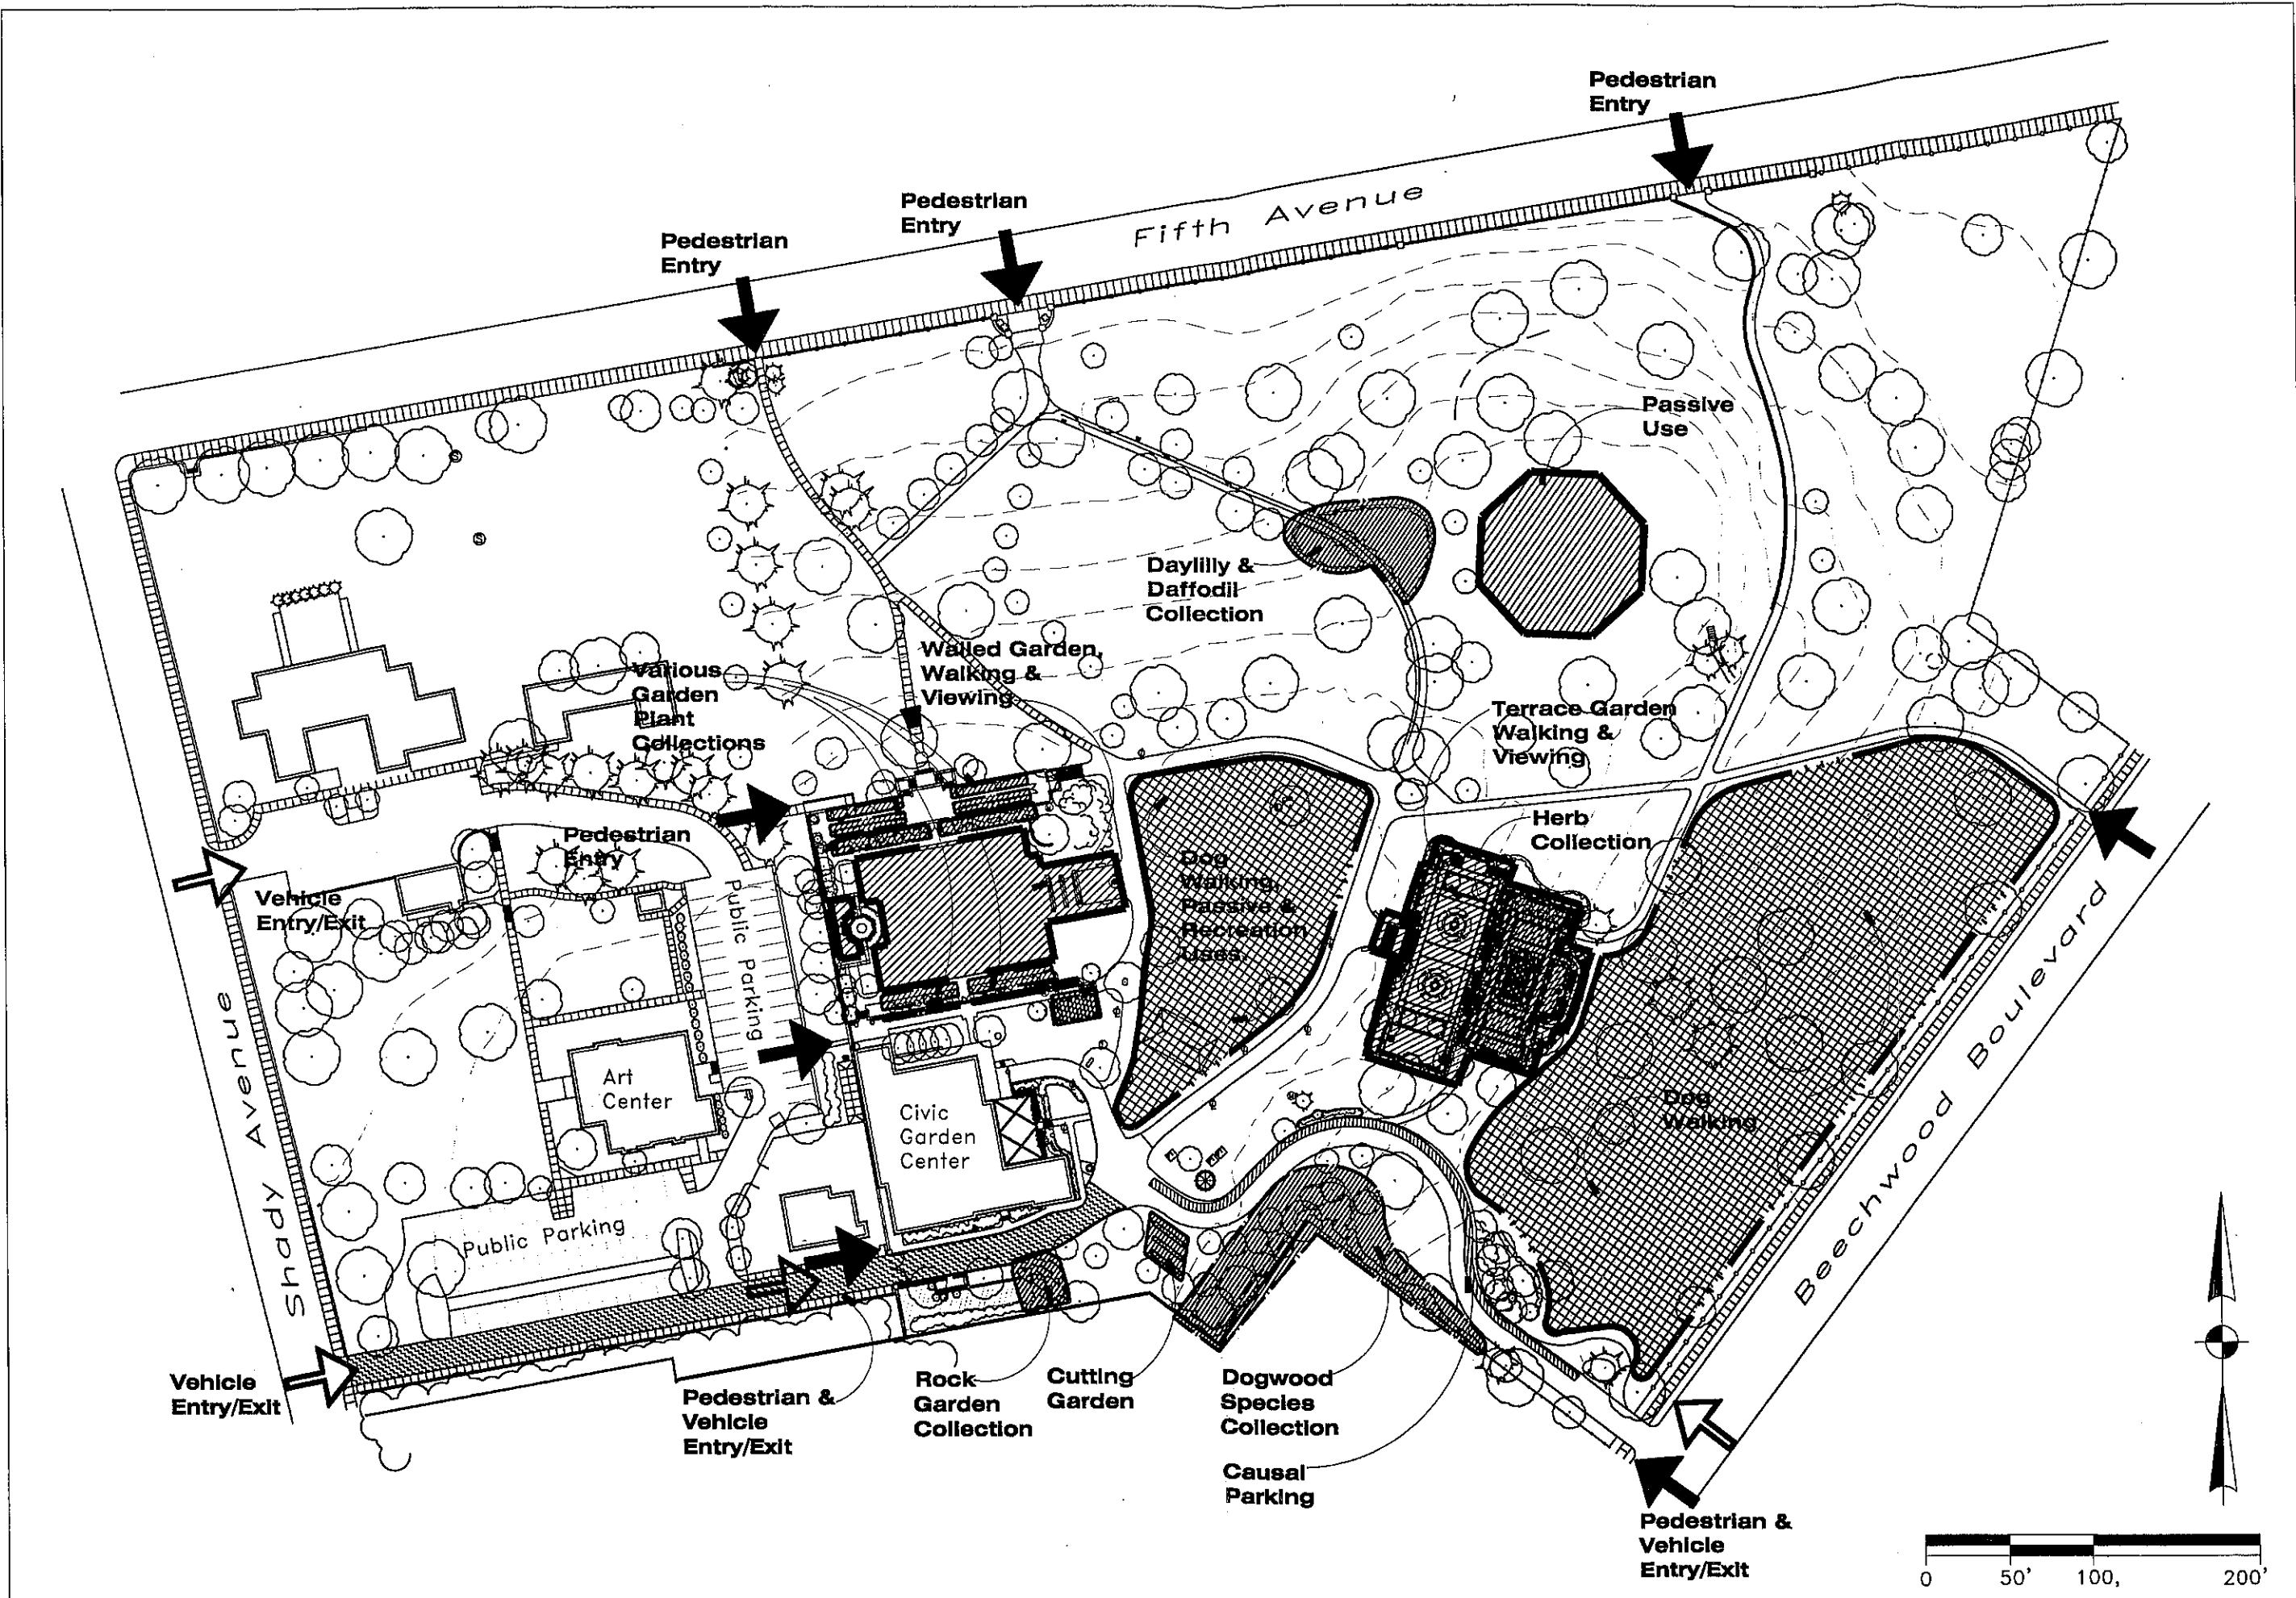 Pedestrian
Entry
Pedestrian
Entry
Pedestrian
Entry
Fifth Avenue
Passive
Use
Daylilly &
Daffodil
Collection
Walled Garden,
Walking &
Viewing
Various
Garden
Plant
Collections
Terrace Garden
Walking &
Viewing
Herb
Collection
Pedestrian
Entry
Dog
Walking,
Passive &
Recreation
Uses.
Vehicle
Entry/Exit
Public Parking
Shady Avenue
Art
Center
Civic
Garden
Center
Dog
Walking
Beechwood Boulevard
Public Parking
Vehicle
Entry/Exit
Pedestrian &
Vehicle
Entry/Exit
Rock
Garden
Collection
Cutting
Garden
Dogwood
Species
Collection
Causal
Parking
Pedestrian &
Vehicle
Entry/Exit
0 50' 100, 200'